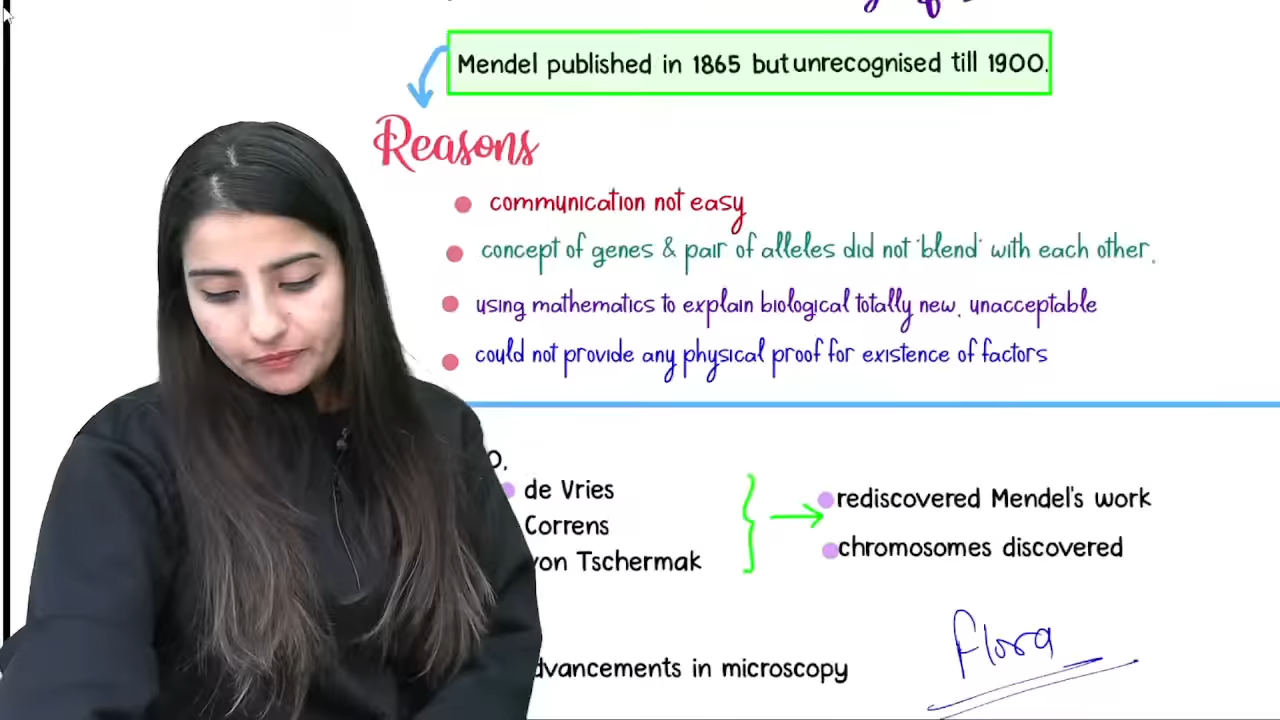 Mendel published in 1865 but unrecognised till 1900.
Reasons
communication not easy
concept of genes & pair of alleles did not 'blend' with each other.
using mathematics to explain biological totally new, unacceptable
could not provide any physical proof for existence of factors
de Vries
Correns
von Tschermak
rediscovered Mendel's work
chromosomes discovered
dvancements in microscopy
Flora